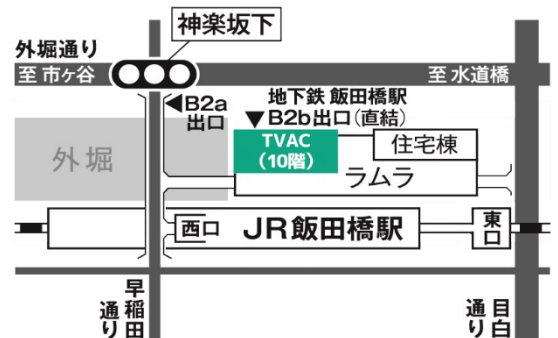 神楽坂下
外堀通り
至 市ヶ谷
至 水道橋
◀B2a
出口
地下鉄 飯田橋駅
▼B2b出口(直結)
TVAC
(10階)
住宅棟
ラムラ
外堀
西口
JR飯田橋駅
東口
早稲田通り
目白通り